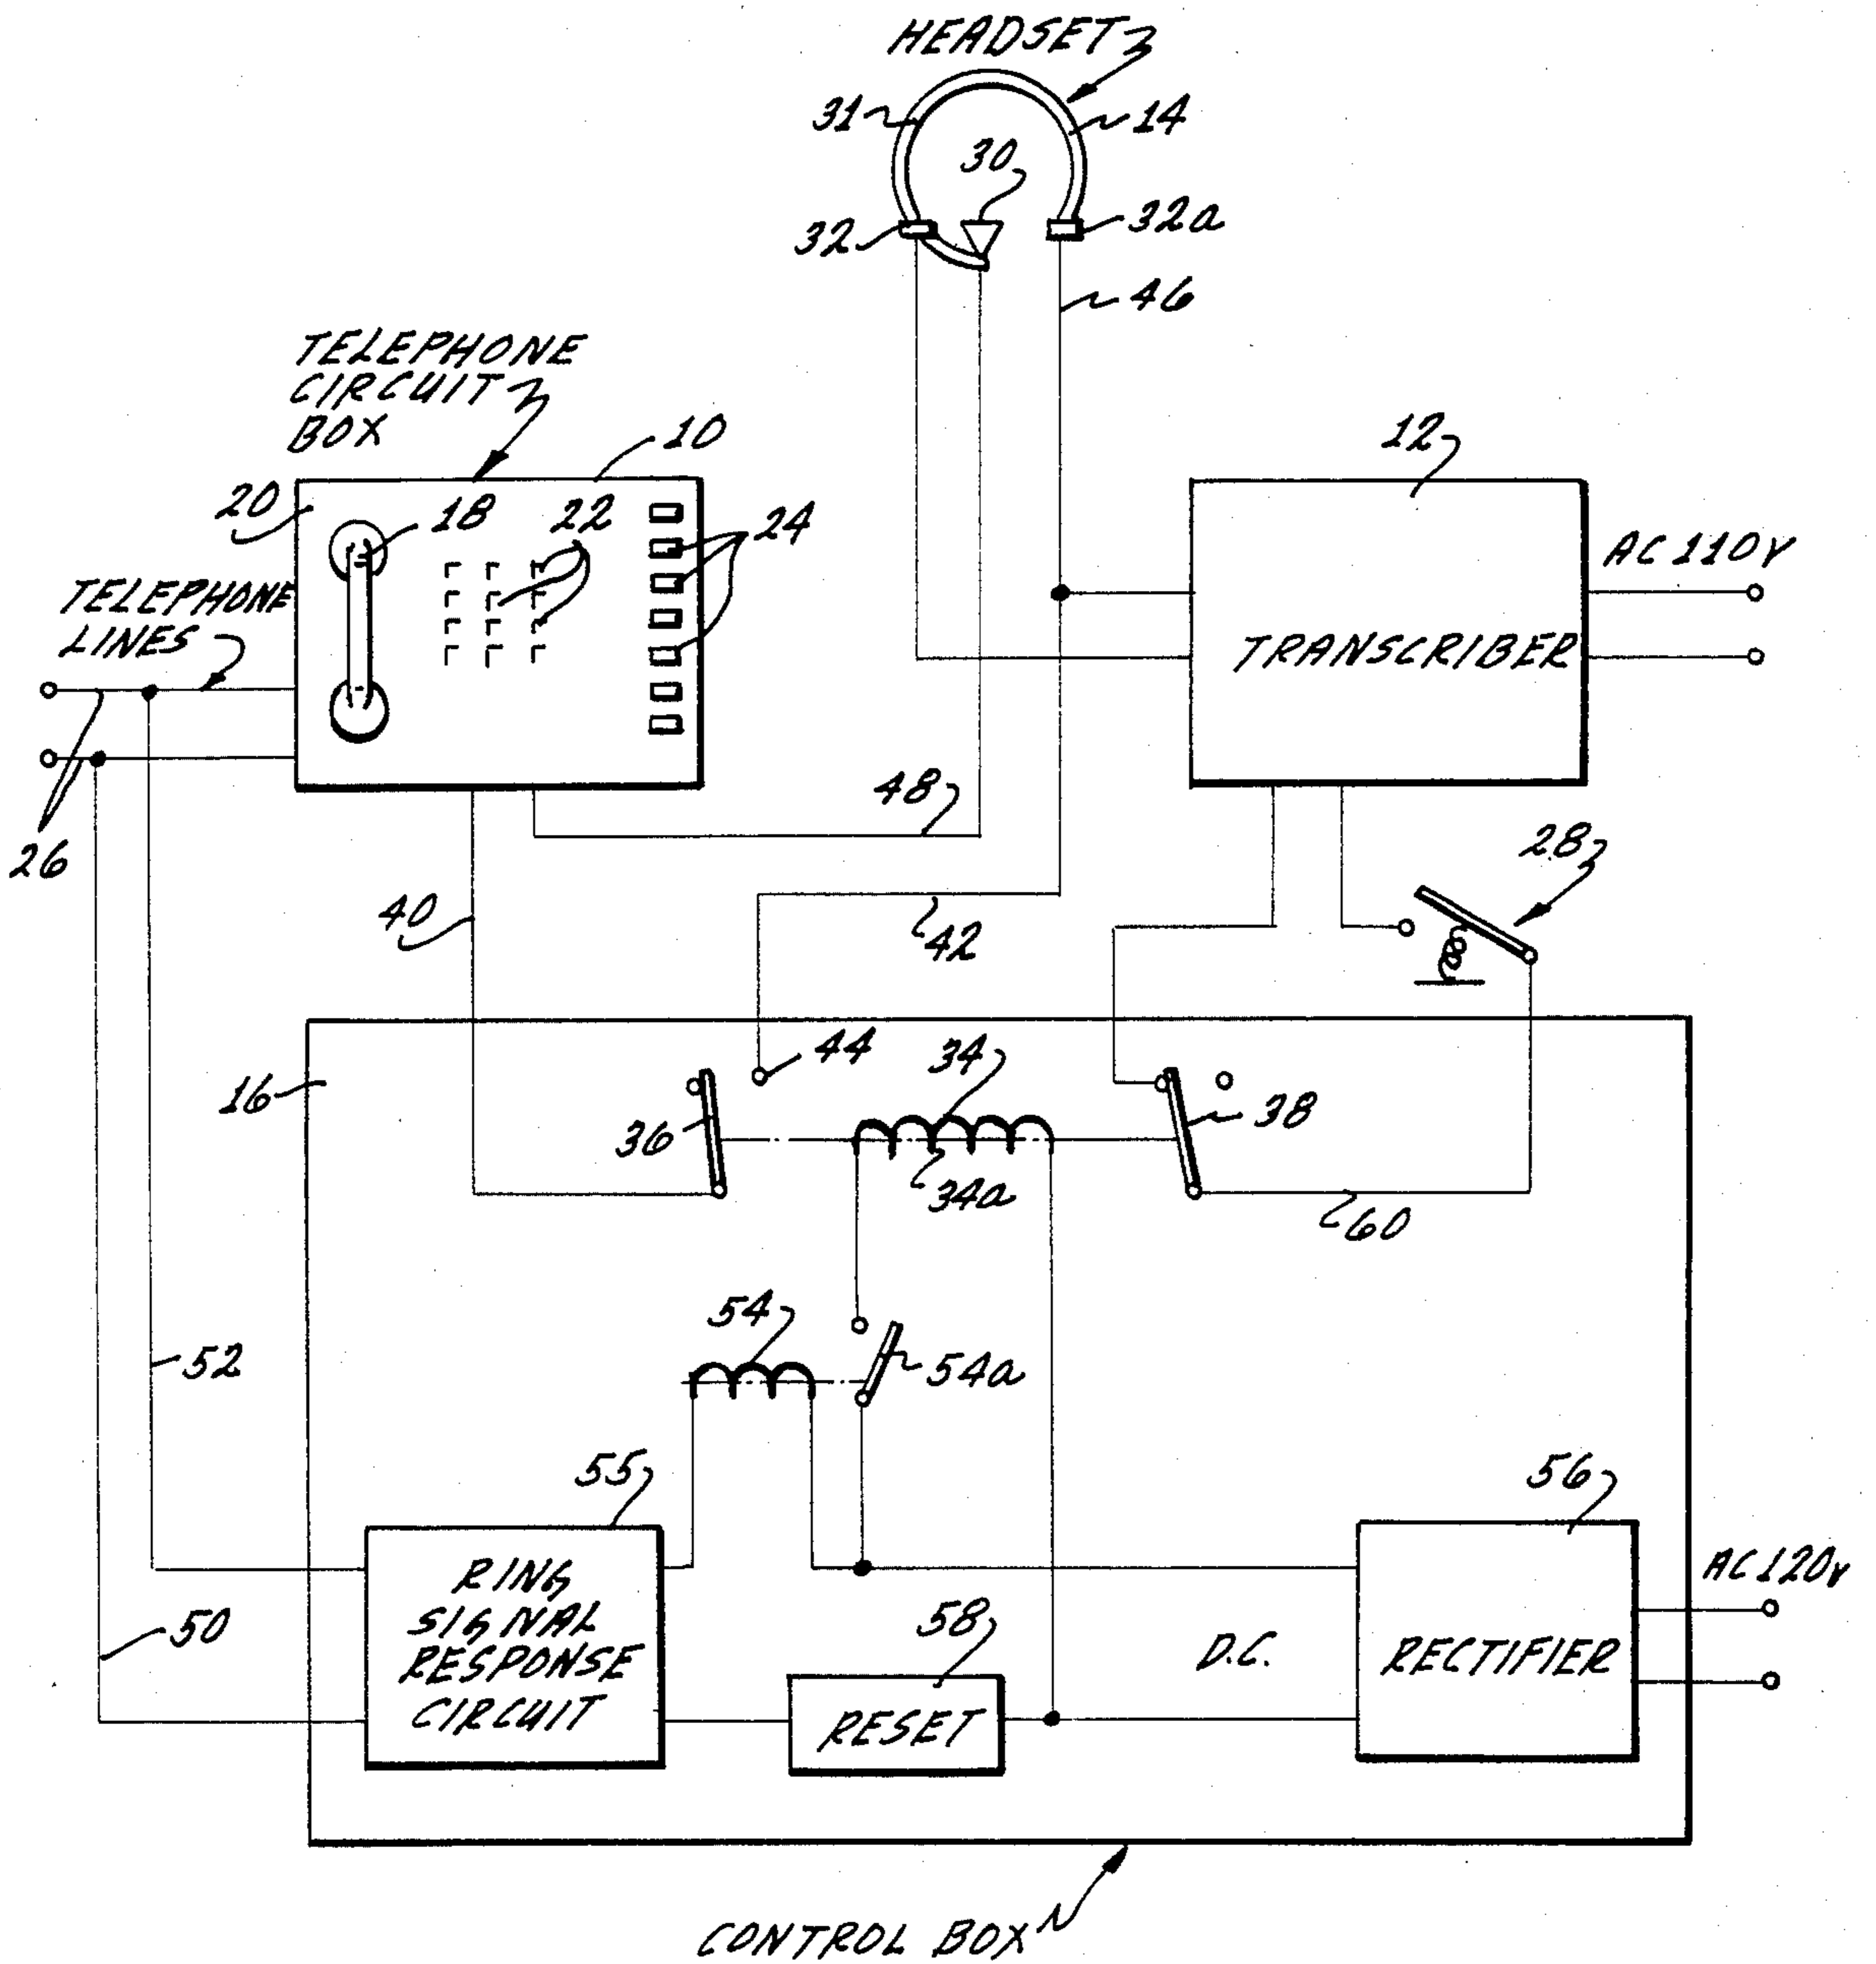 HEADSET
31
14
30
32
32a
46
TELEPHONE
CIRCUIT
BOX
10
12
20
18
22
24
AC 110V
TELEPHONE
LINES
TRANSCRIBER
26
48
28
40
42
16
44
34
36
38
34a
60
54
54a
52
55
56
RING
SIGNAL
RESPONSE
CIRCUIT
AC 120V
50
58
D.C.
RECTIFIER
RESET
CONTROL BOX